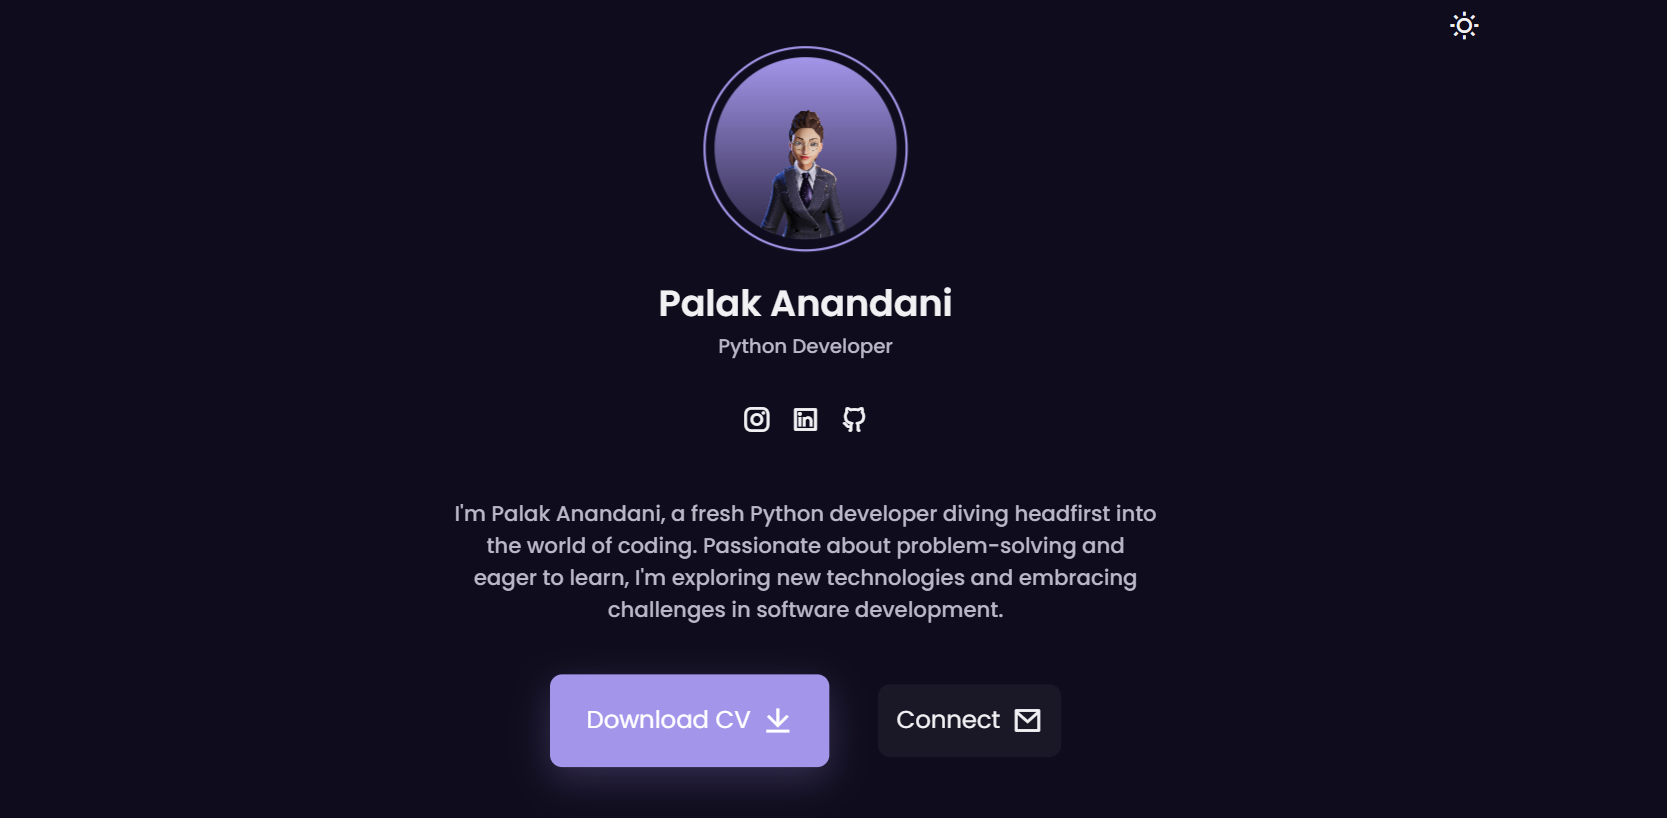 Palak Anandani
Python Developer
I'm Palak Anandani, a fresh Python developer diving headfirst into
the world of coding. Passionate about problem-solving and
eager to learn, I'm exploring new technologies and embracing
challenges in software development.
Download CV
Connect